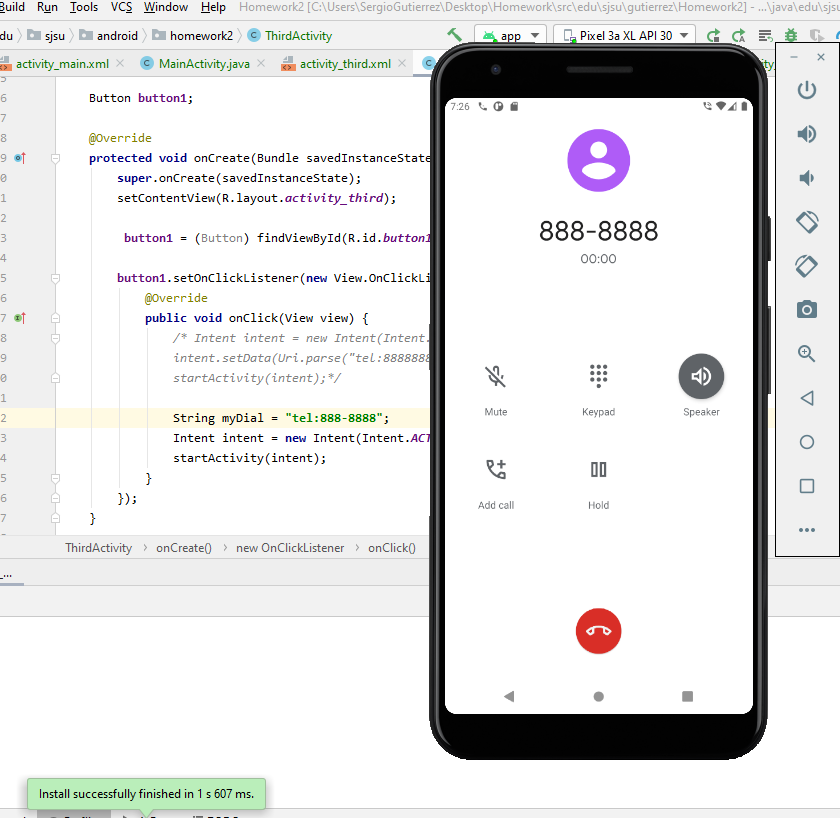 Build Run Tools VCS Window Help Homework2 [C:\Users\SergioGutierrez\Desktop\Homework\src\edu\sjsu\gutierrez\Homework2] - ...\java\edu\sjsu
du sjsu android homework2 ThirdActivity app Pixel 3a XL API 30
activity_main.xml MainActivity.java activity_third.xml
6 Button button1;
7
8 @Override
9 protected void onCreate(Bundle savedInstanceState
0 super.onCreate(savedInstanceState);
1 setContentView(R.layout.activity_third);
2
3 button1 = (Button) findViewById(R.id.button1
4
5 button1.setOnClickListener(new View.OnClickLi
6 @Override
7 public void onClick(View view) {
8 /* Intent intent = new Intent(Intent.
9 intent.setData(Uri.parse("tel:8888888
0 startActivity(intent);*/
1
2 String myDial = "tel:888-8888";
3 Intent intent = new Intent(Intent.ACT
4 startActivity(intent);
5 }
6 });
7 }
ThirdActivity onCreate() new OnClickListener onClick()
7:26
888-8888
00:00
Mute Keypad Speaker
Add call Hold
Install successfully finished in 1 s 607 ms.